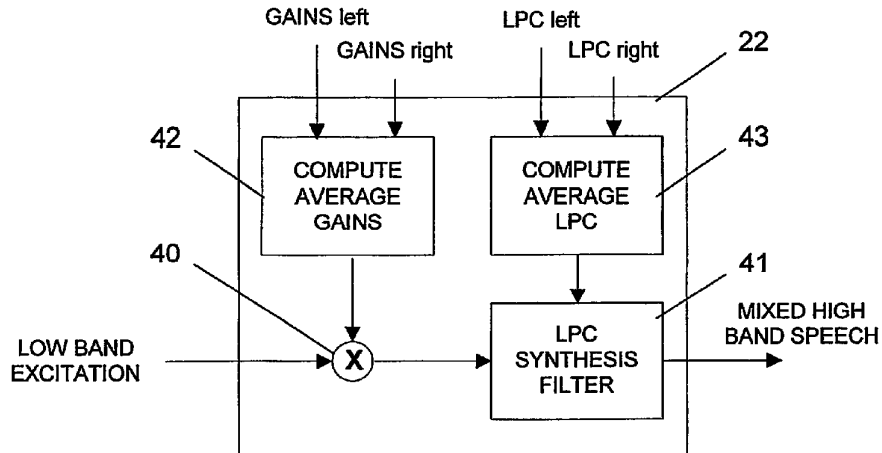 GAINS left
GAINS right
LPC left
LPC right
22
42
COMPUTE
AVERAGE
GAINS
43
COMPUTE
AVERAGE
LPC
40
X
41
LPC
SYNTHESIS
FILTER
LOW BAND
EXCITATION
MIXED HIGH
BAND SPEECH